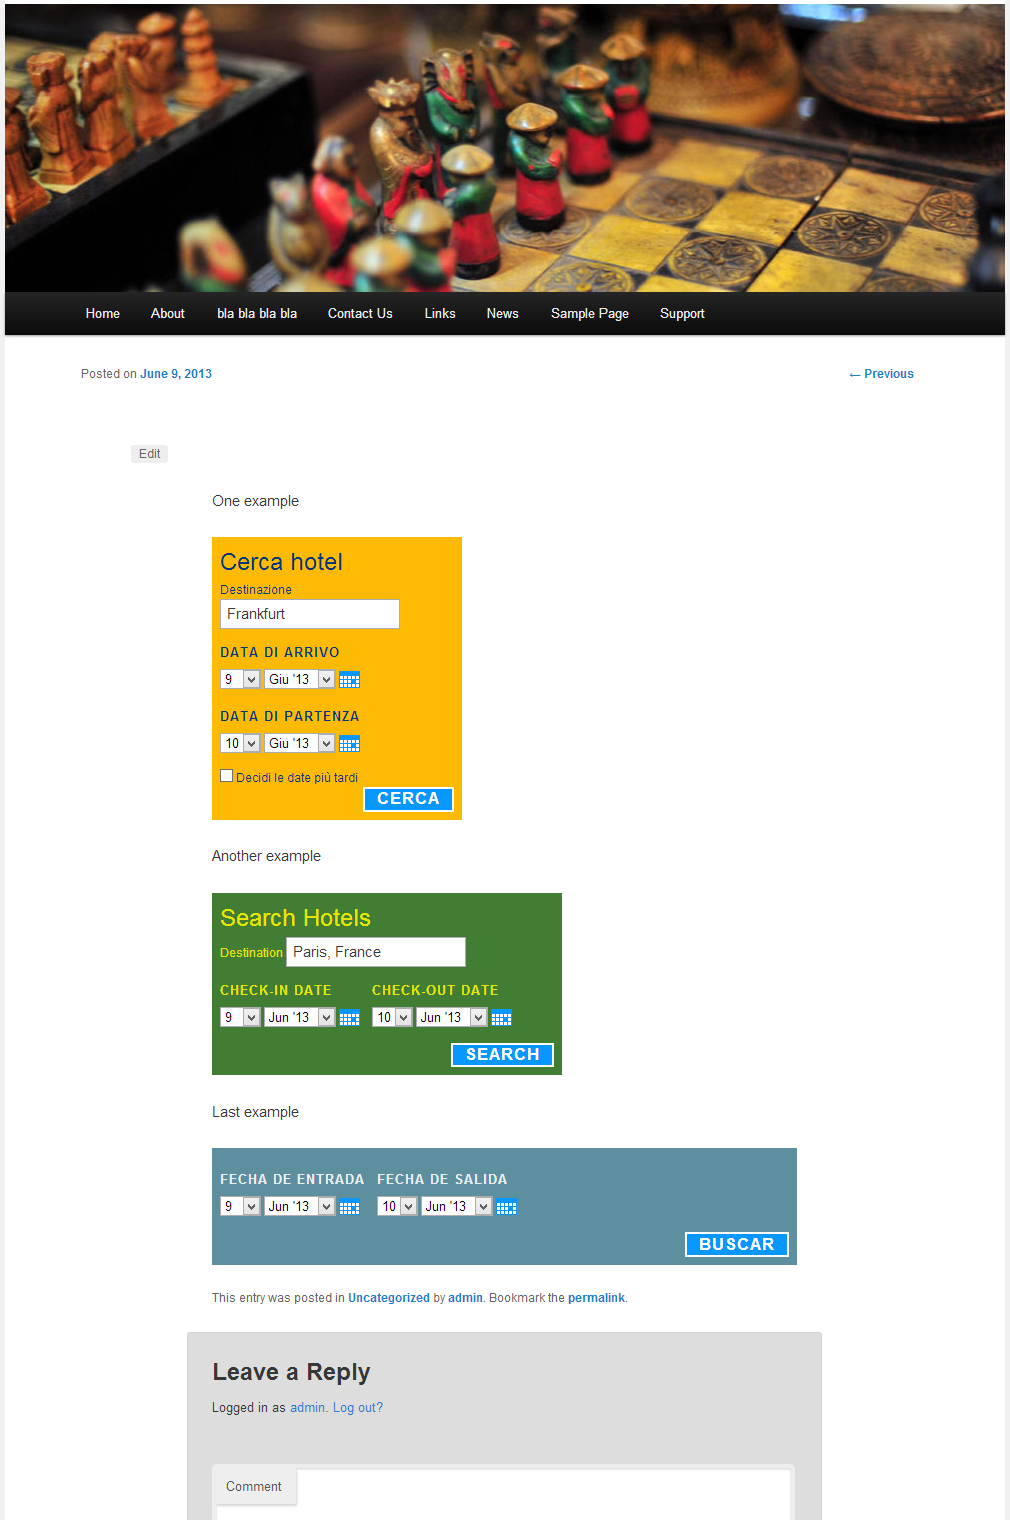 Home About bla bla bla bla Contact Us Links News Sample Page Support
Posted on June 9, 2013 ← Previous
Edit
One example
Cerca hotel
Destinazione
Frankfurt
DATA DI ARRIVO
9 Giu '13
DATA DI PARTENZA
10 Giu '13
Decidi le date più tardi
CERCA
Another example
Search Hotels
Destination Paris, France
CHECK-IN DATE CHECK-OUT DATE
9 Jun '13 10 Jun '13
SEARCH
Last example
FECHA DE ENTRADA FECHA DE SALIDA
9 Jun '13 10 Jun '13
BUSCAR
This entry was posted in Uncategorized by admin. Bookmark the permalink.
Leave a Reply
Logged in as admin. Log out?
Comment